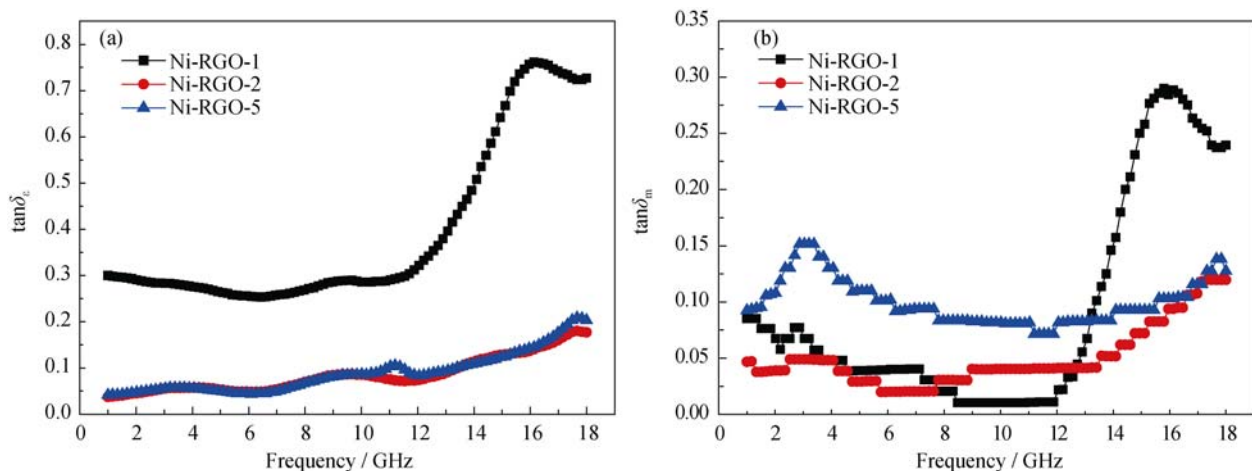 (a)
Ni-RGO-1
Ni-RGO-2
Ni-RGO-5
0.8
0.7
0.6
0.5
0.4
0.3
0.2
0.1
0.0
tanδε
0 2 4 6 8 10 12 14 16 18
Frequency / GHz
(b)
Ni-RGO-1
Ni-RGO-2
Ni-RGO-5
0.35
0.30
0.25
0.20
0.15
0.10
0.05
0.00
tanδm
0 2 4 6 8 10 12 14 16 18
Frequency / GHz